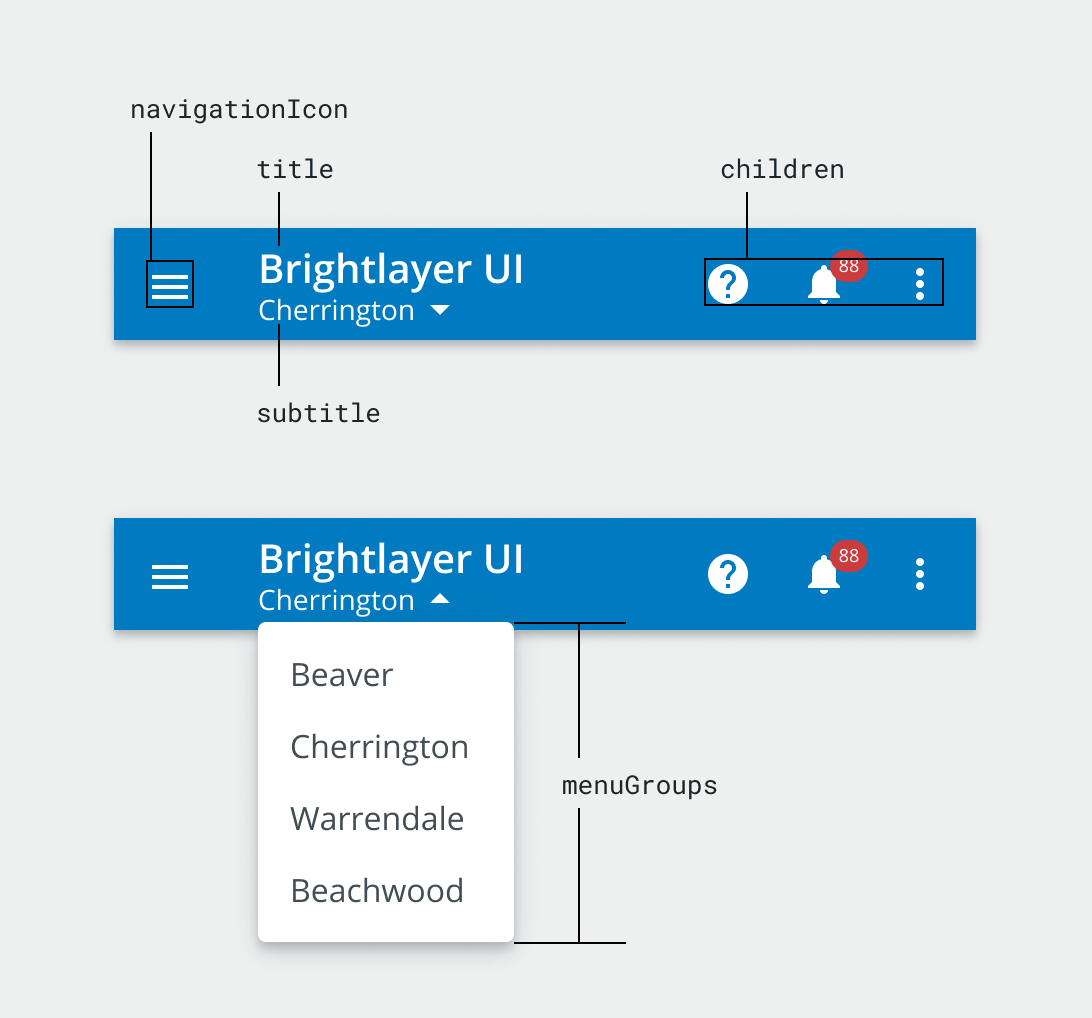 navigationIcon
title
children
Brightlayer UI
88
Cherrington
subtitle
Brightlayer UI
88
Cherrington
Beaver
Cherrington
menuGroups
Warrendale
Beachwood